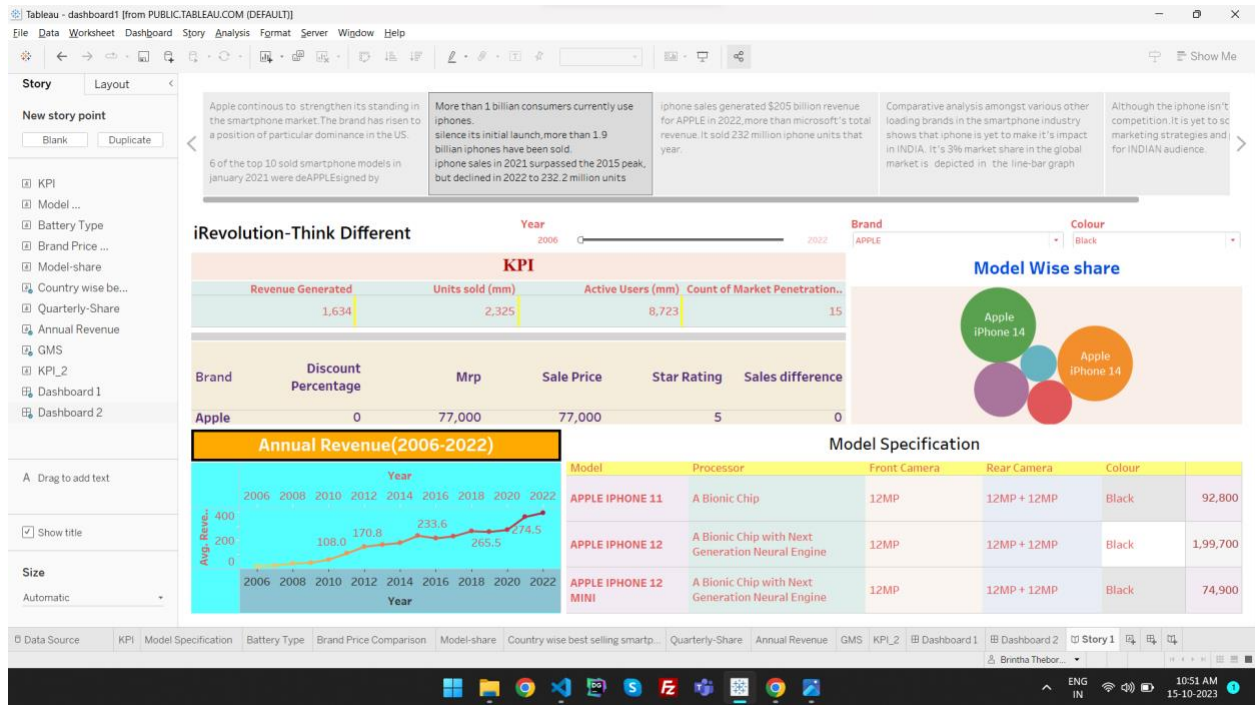 Tableau - dashboard1 [from PUBLIC.TABLEAU.COM (DEFAULT)]
File Data Worksheet Dashboard Story Analysis Format Server Window Help
Show Me
Story Layout
New story point
Blank Duplicate
KPI
Model ...
Battery Type
Brand Price ...
Model-share
Country wise be...
Quarterly-Share
Annual Revenue
GMS
KPI_2
Dashboard 1
Dashboard 2
A Drag to add text
Show title
Size
Automatic
Apple continous to strengthen its standing in
the smartphone market.The brand has risen to
a position of particular dominance in the US.
6 of the top 10 sold smartphone models in
january 2021 were deAPPLEsigned by
More than 1 billion consumers currently use
iphones.
silence its initial launch,more than 1.9
billian iphones have been sold.
iphone sales in 2021 surpassed the 2015 peak,
but declined in 2022 to 232.2 million units
iphone sales generated $205 billion revenue
for APPLE in 2022,more than microsoft's total
revenue. It sold 232 million iphone units that
year.
Comparative analysis amongst various other
loading brands in the smartphone industry
shows that iphone is yet to make it's impact
in INDIA. It's 3% market share in the global
market is depicted in the line-bar graph
Although the iphone isn't
competition.It is yet to sc
marketing strategies and
for INDIAN audience.
iRevolution-Think Different
Year
2006 2022
Brand
APPLE
Colour
Black
KPI
Revenue Generated Units sold (mm) Active Users (mm) Count of Market Penetration..
1,634 2,325 8,723 15
Brand Discount Percentage Mrp Sale Price Star Rating Sales difference
Apple 0 77,000 77,000 5 0
Model Wise share
Apple
iPhone 14
Apple
iPhone 14
Annual Revenue(2006-2022)
Year
2006 2008 2010 2012 2014 2016 2018 2020 2022
Avg. Reve..
400
200
0
108.0 170.8 233.6 265.5 274.5
2006 2008 2010 2012 2014 2016 2018 2020 2022
Year
Model Specification
Model Processor Front Camera Rear Camera Colour
APPLE IPHONE 11 A Bionic Chip 12MP 12MP + 12MP Black 92,800
APPLE IPHONE 12 A Bionic Chip with Next Generation Neural Engine 12MP 12MP + 12MP Black 1,99,700
APPLE IPHONE 12 MINI A Bionic Chip with Next Generation Neural Engine 12MP 12MP + 12MP Black 74,900
Data Source KPI Model Specification Battery Type Brand Price Comparison Model-share Country wise best selling smartp... Quarterly-Share Annual Revenue GMS KPI_2 Dashboard 1 Dashboard 2 Story 1
Brintha Thebor...
ENG
IN
10:51 AM
15-10-2023
1